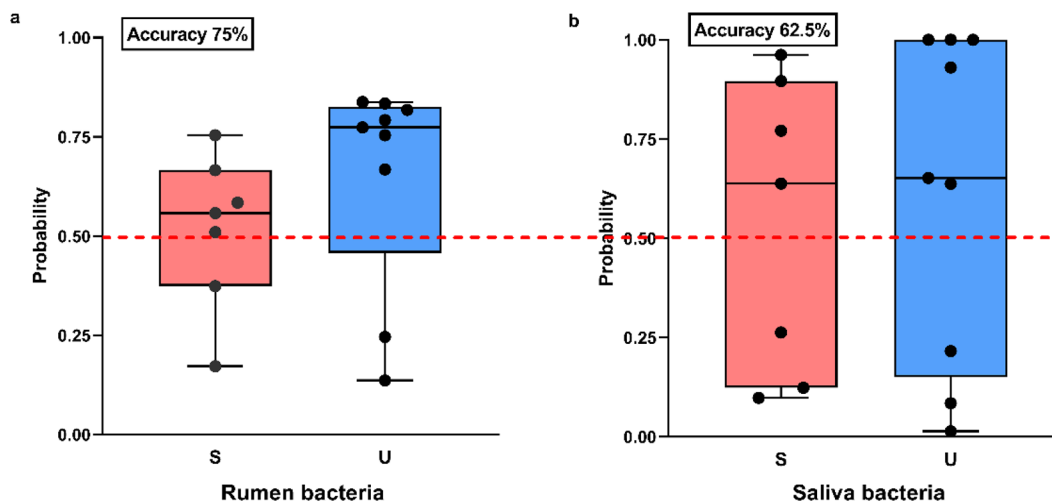 a
Accuracy 75%
1.00
0.75
0.50
0.25
0.00
Probability
S
U
Rumen bacteria
b
Accuracy 62.5%
1.00
0.75
0.50
0.25
0.00
Probability
S
U
Saliva bacteria